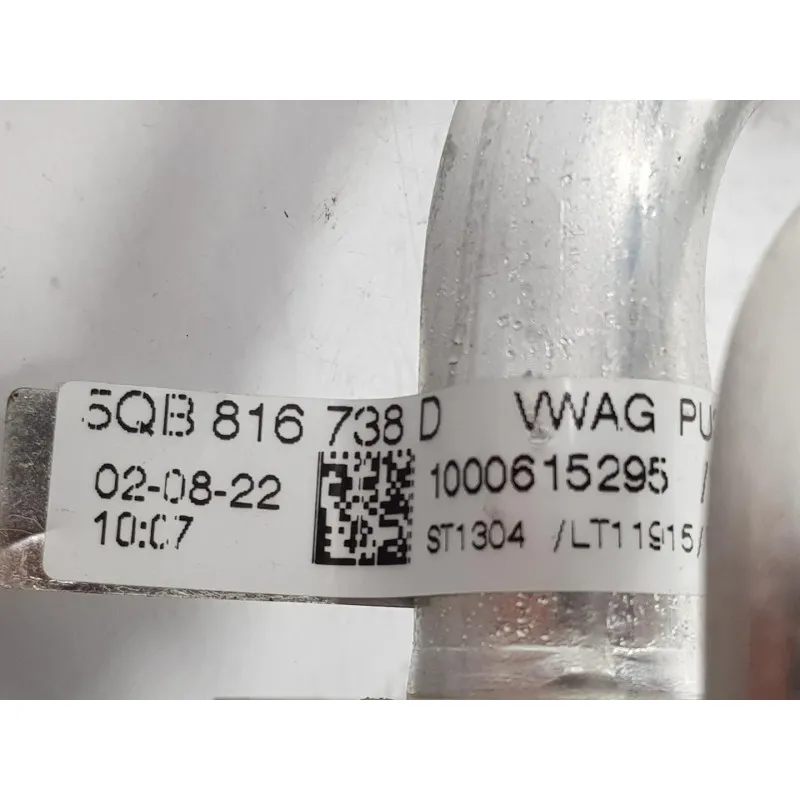 5QB 816 738 D VWAG
02-08-22 1000615295 /
10:07 ST1304 /LT11915/